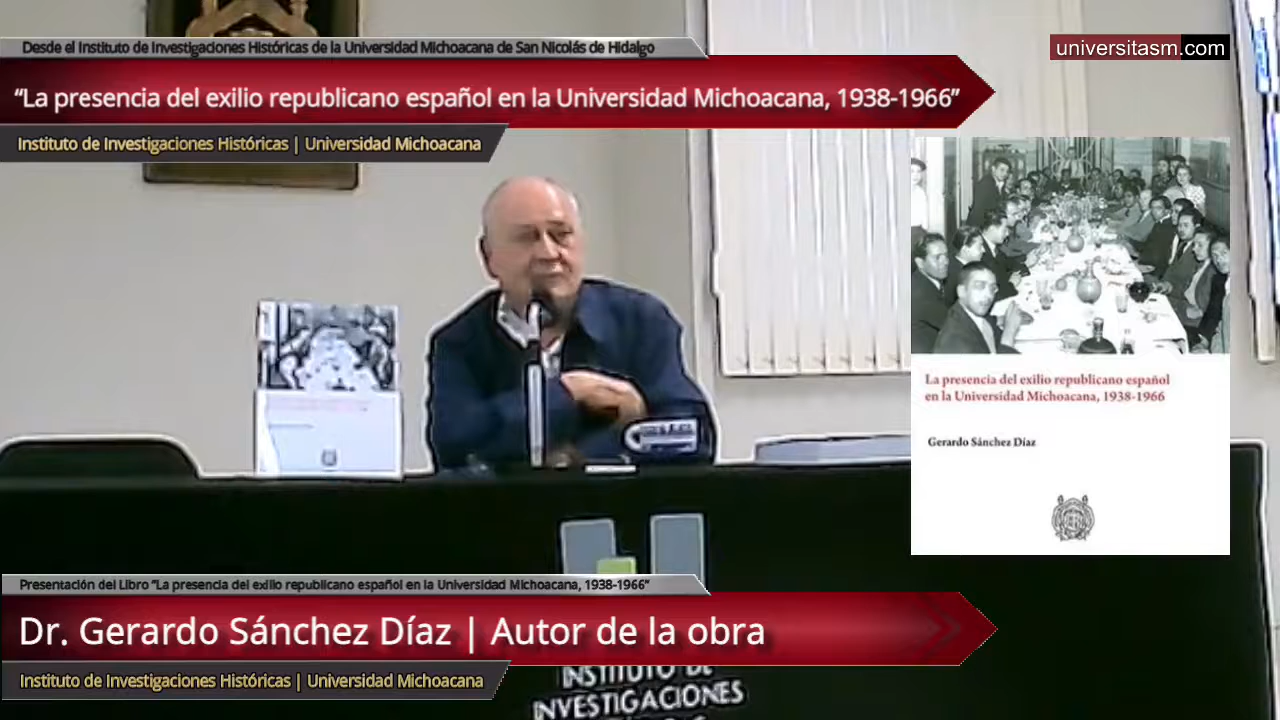 Desde el Instituto de Investigaciones Históricas de la Universidad Michoacana de San Nicolás de Hidalgo
universitasm.com
“La presencia del exilio republicano español en la Universidad Michoacana, 1938-1966”
Instituto de Investigaciones Históricas | Universidad Michoacana
La presencia del exilio republicano español
en la Universidad Michoacana, 1938-1966
Gerardo Sánchez Díaz
Presentación del Libro “La presencia del exilio republicano español en la Universidad Michoacana, 1938-1966”
Dr. Gerardo Sánchez Díaz | Autor de la obra
Instituto de Investigaciones Históricas | Universidad Michoacana
INSTITUTO DE
INVESTIGACIONES